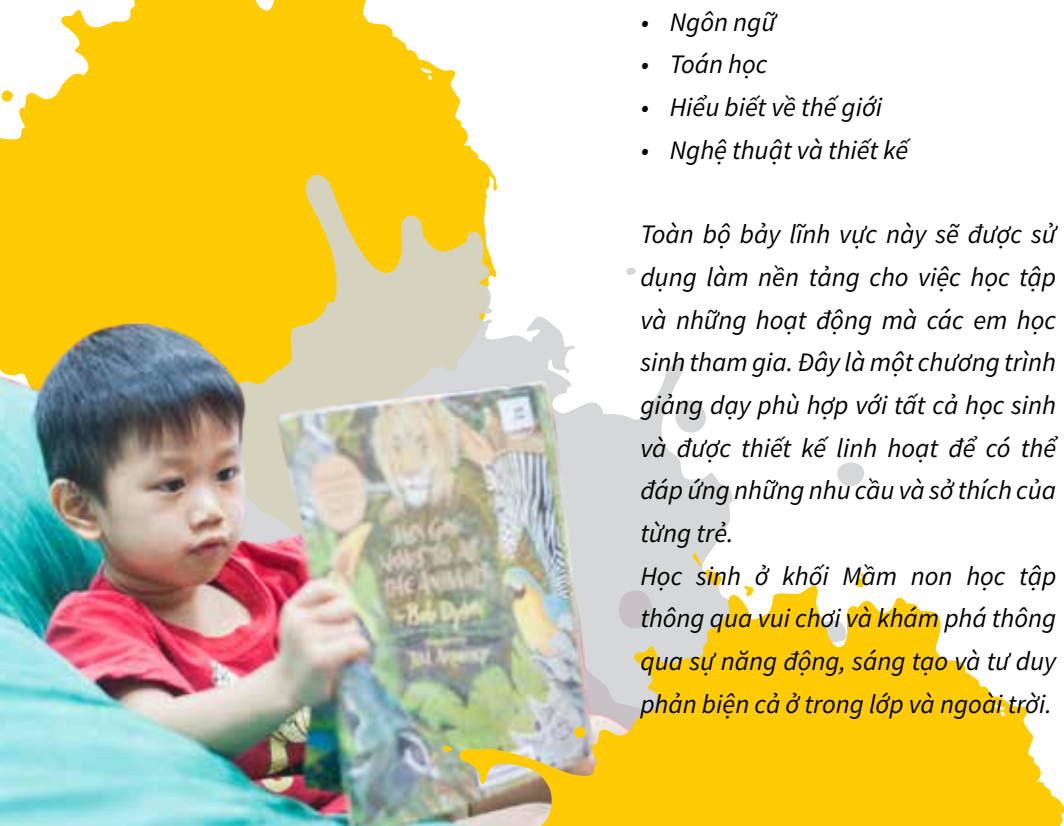 • Ngôn ngữ
• Toán học
• Hiểu biết về thế giới
• Nghệ thuật và thiết kế
Toàn bộ bảy lĩnh vực này sẽ được sử
dụng làm nền tảng cho việc học tập
và những hoạt động mà các em học
sinh tham gia. Đây là một chương trình
giảng dạy phù hợp với tất cả học sinh
và được thiết kế linh hoạt để có thể
đáp ứng những nhu cầu và sở thích của
từng trẻ.
Học sinh ở khối Mầm non học tập
thông qua vui chơi và khám phá thông
qua sự năng động, sáng tạo và tư duy
phản biện cả ở trong lớp và ngoài trời.
Bob Dylan